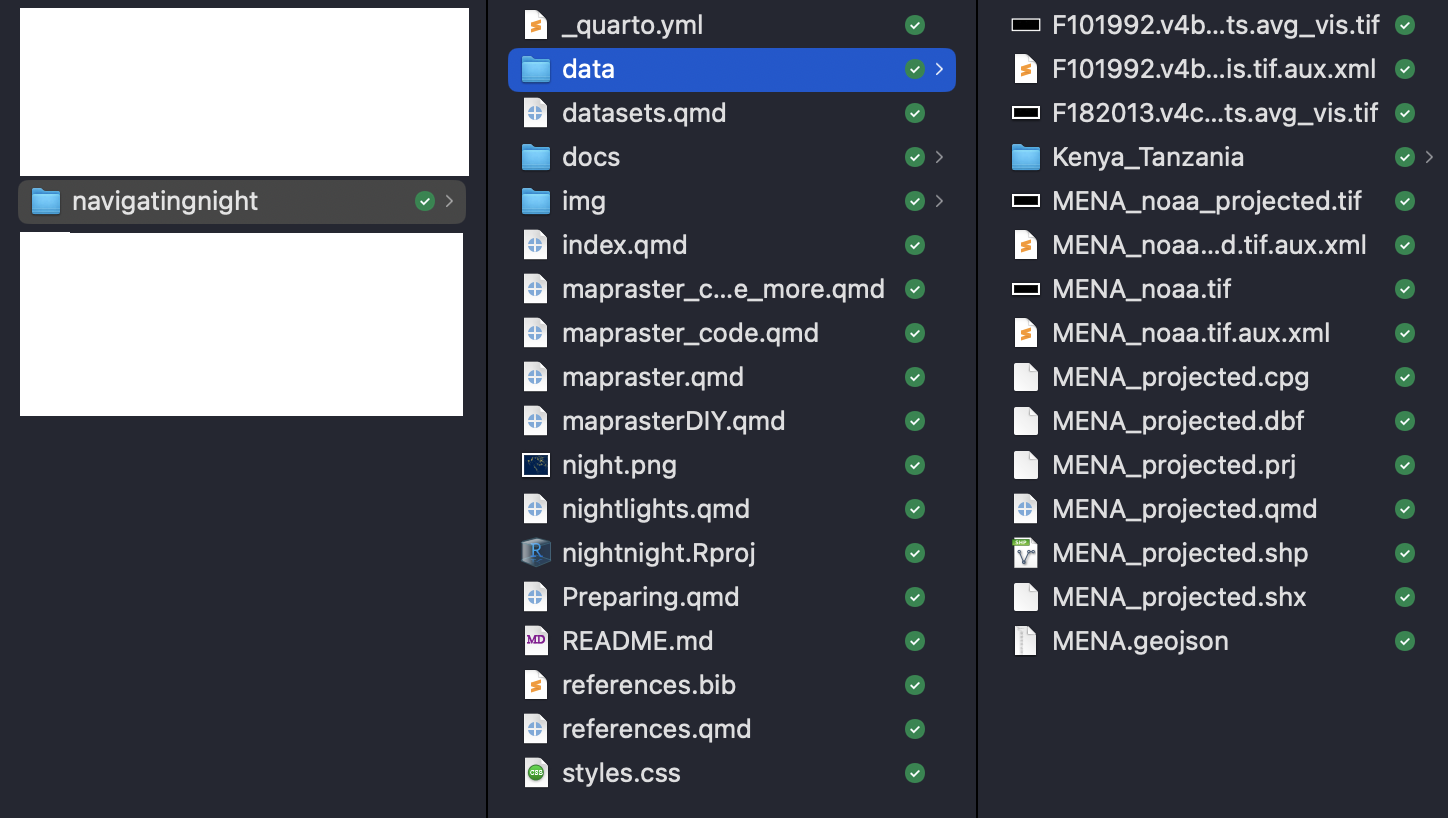 navigatingnight
_quarto.yml
data
datasets.qmd
docs
img
index.qmd
mapraster_c...e_more.qmd
mapraster_code.qmd
mapraster.qmd
maprasterDIY.qmd
night.png
nightlights.qmd
nightnight.Rproj
Preparing.qmd
README.md
references.bib
references.qmd
styles.css
F101992.v4b...ts.avg_vis.tif
F101992.v4b...is.tif.aux.xml
F182013.v4c...ts.avg_vis.tif
Kenya_Tanzania
MENA_noaa_projected.tif
MENA_noaa...d.tif.aux.xml
MENA_noaa.tif
MENA_noaa.tif.aux.xml
MENA_projected.cpg
MENA_projected.dbf
MENA_projected.prj
MENA_projected.qmd
MENA_projected.shp
MENA_projected.shx
MENA.geojson